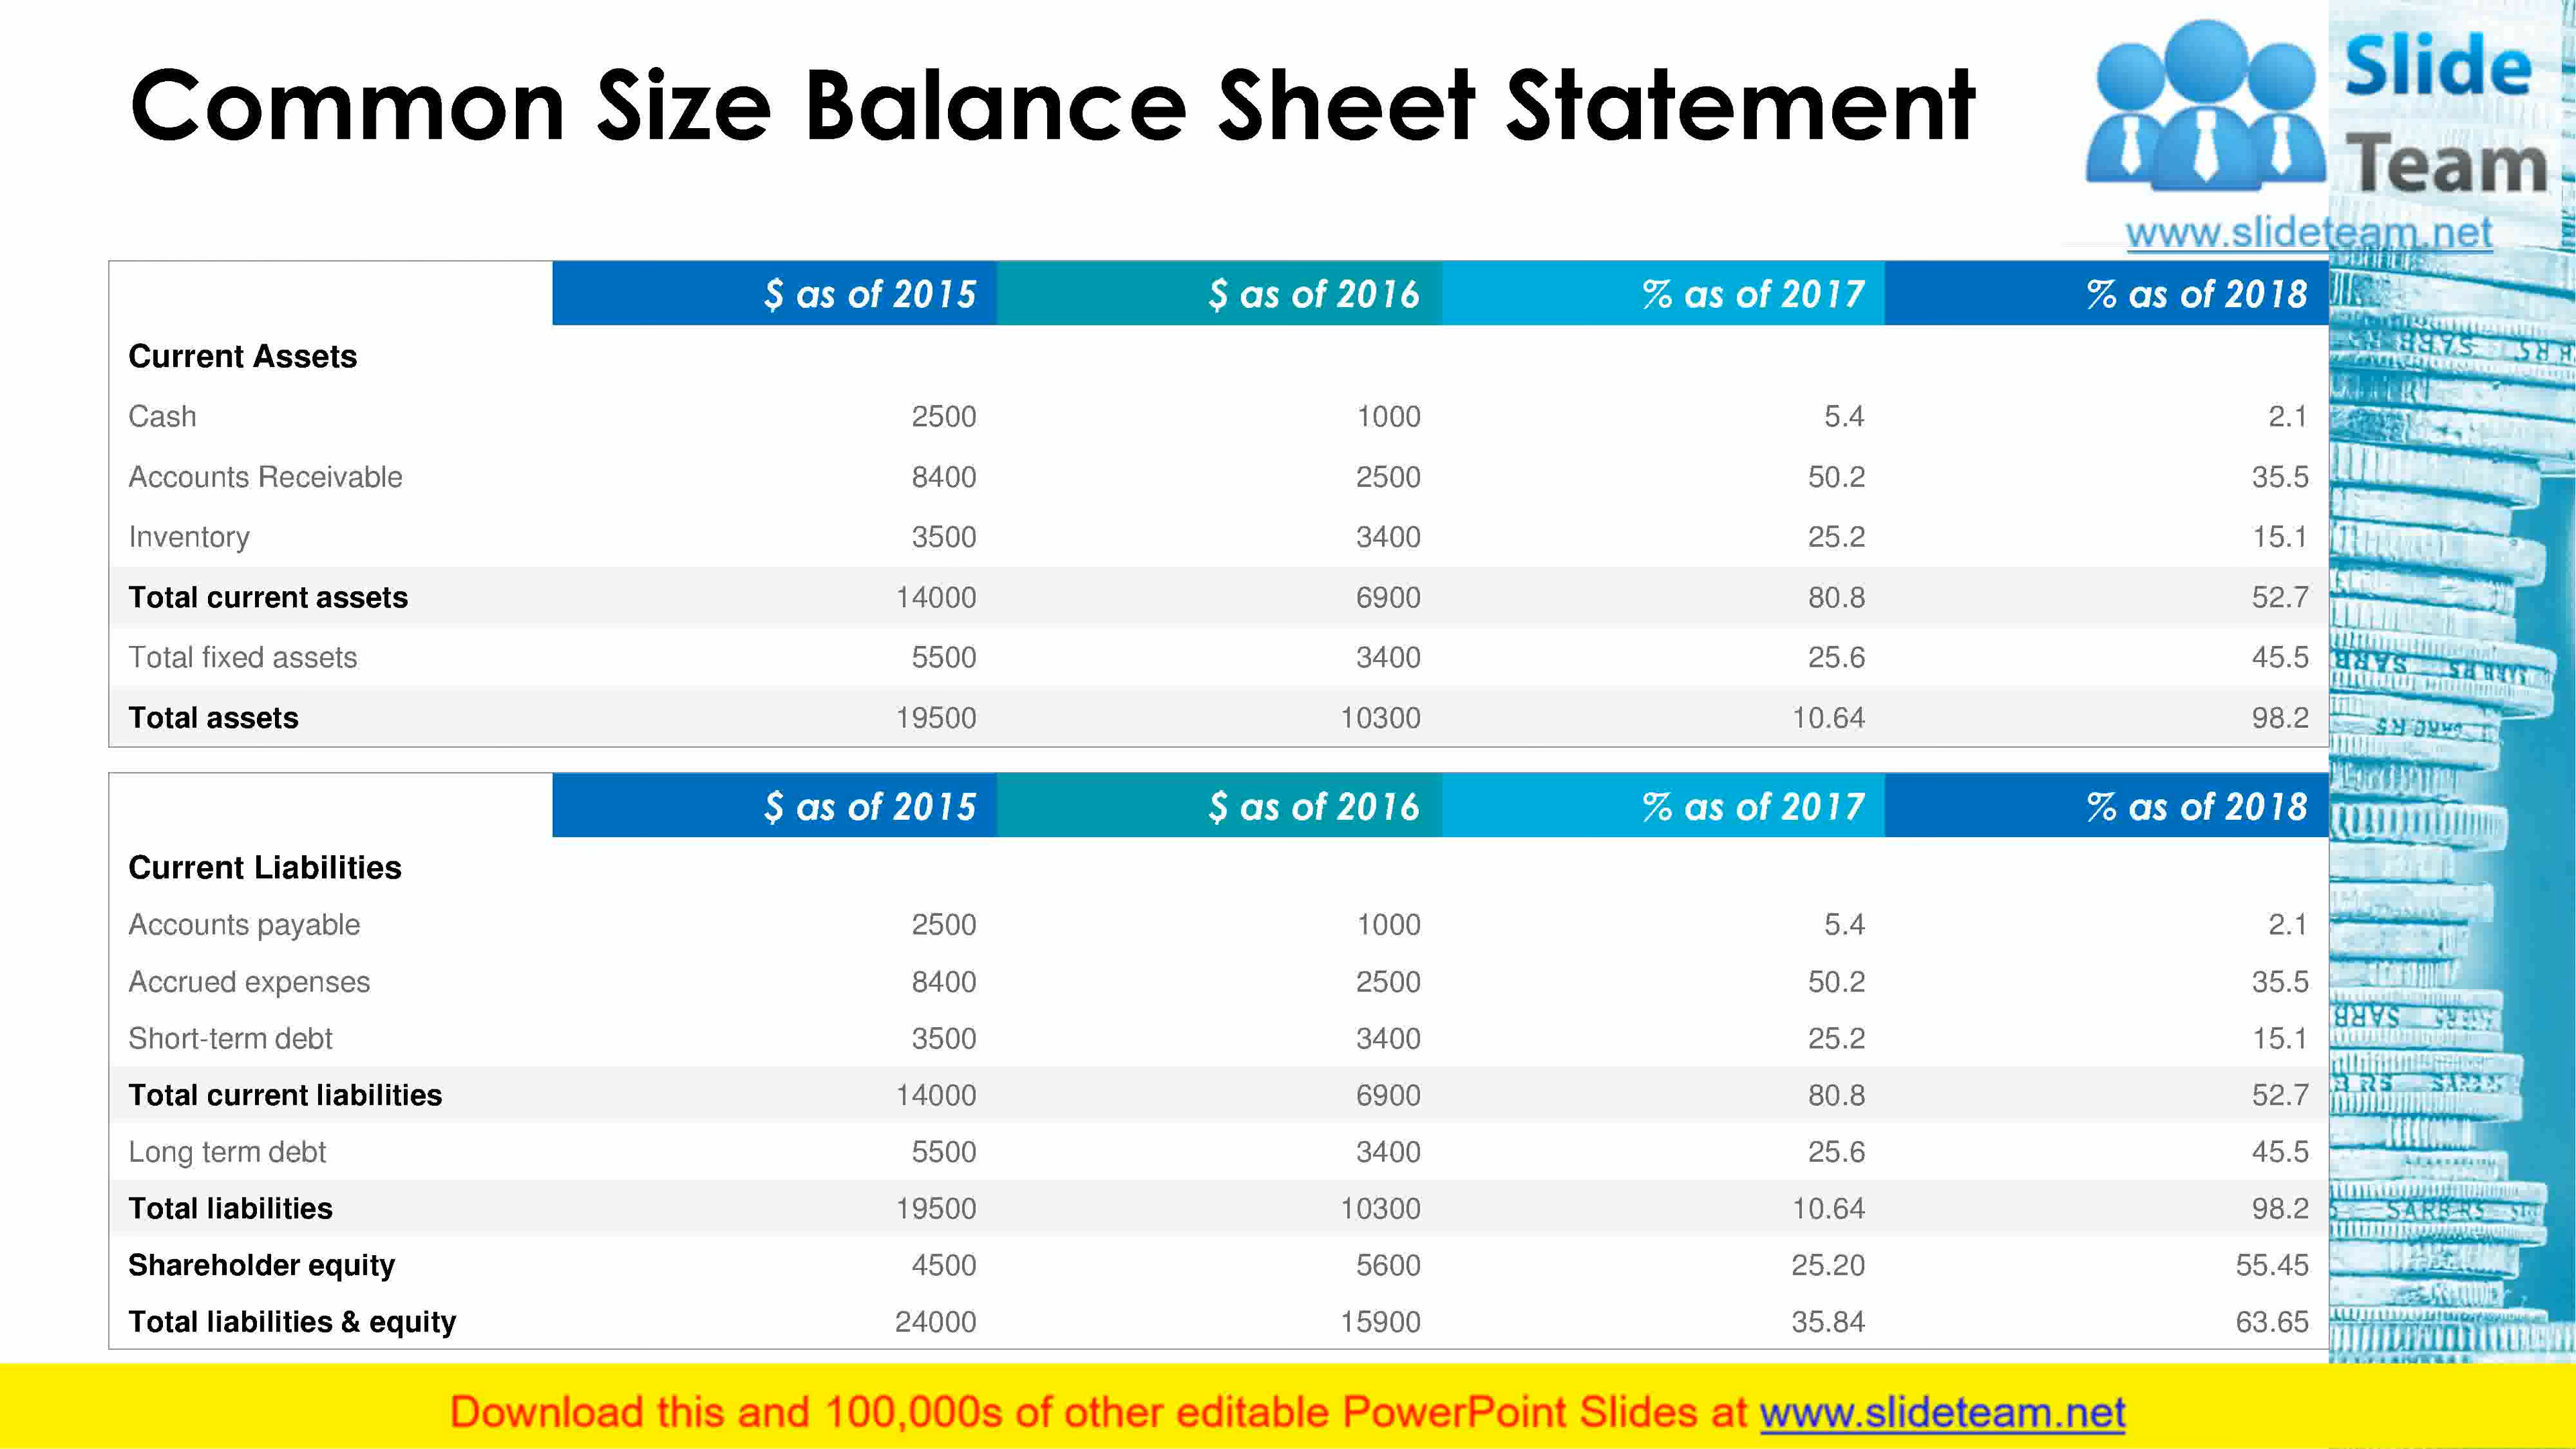 Common Size Balance Sheet Statement
Slide
Team
www.slideteam.net
$ as of 2015 $ as of 2016 % as of 2017 % as of 2018
Current Assets
Cash 2500 1000 5.4 2.1
Accounts Receivable 8400 2500 50.2 35.5
Inventory 3500 3400 25.2 15.1
Total current assets 14000 6900 80.8 52.7
Total fixed assets 5500 3400 25.6 45.5
Total assets 19500 10300 10.64 98.2
$ as of 2015 $ as of 2016 % as of 2017 % as of 2018
Current Liabilities
Accounts payable 2500 1000 5.4 2.1
Accrued expenses 8400 2500 50.2 35.5
Short-term debt 3500 3400 25.2 15.1
Total current liabilities 14000 6900 80.8 52.7
Long term debt 5500 3400 25.6 45.5
Total liabilities 19500 10300 10.64 98.2
Shareholder equity 4500 5600 25.20 55.45
Total liabilities & equity 24000 15900 35.84 63.65
Download this and 100,000s of other editable PowerPoint Slides at www.slideteam.net